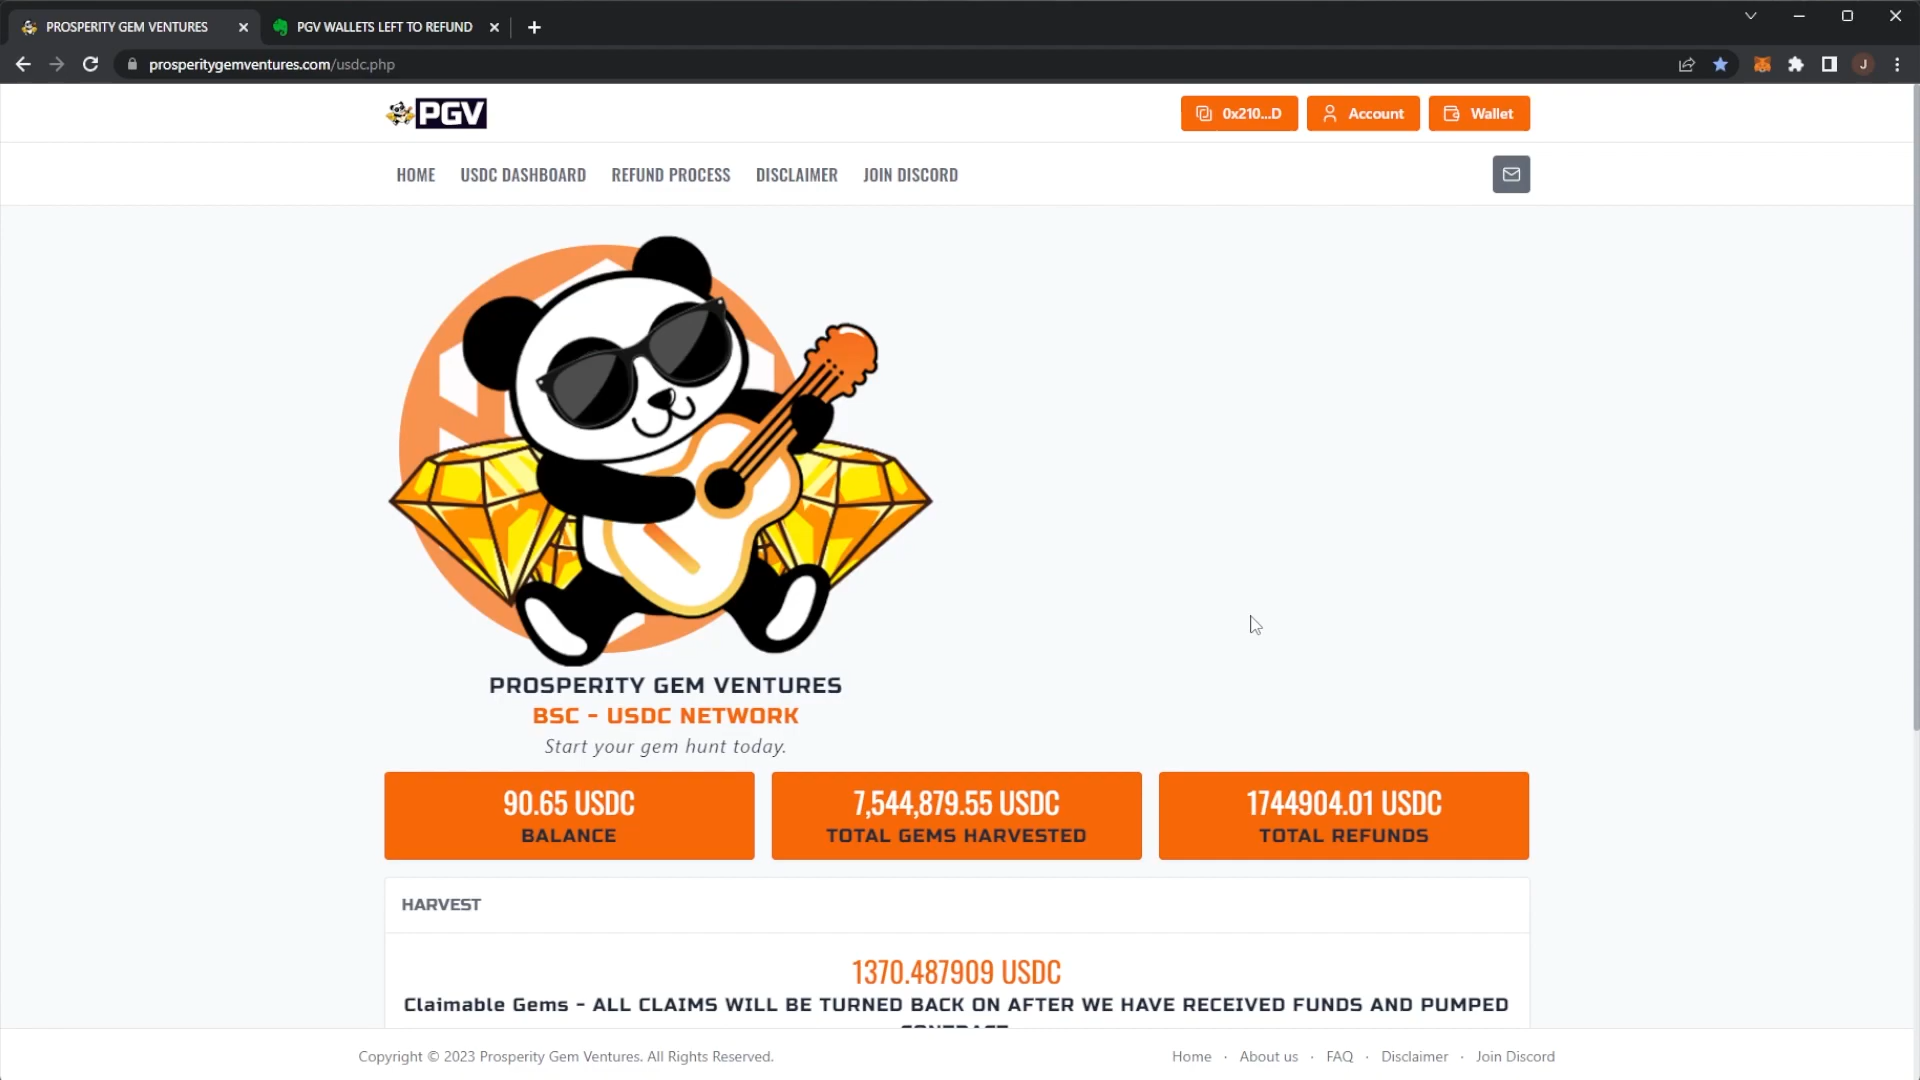 PROSPERITY GEM VENTURES
PGV WALLETS LEFT TO REFUND
prosperitygemventures.com/usdc.php
J
PGV
0x210...D
Account
Wallet
HOME
USDC DASHBOARD
REFUND PROCESS
DISCLAIMER
JOIN DISCORD
PROSPERITY GEM VENTURES
BSC - USDC NETWORK
Start your gem hunt today.
90.65 USDC
BALANCE
7,544,879.55 USDC
TOTAL GEMS HARVESTED
1744904.01 USDC
TOTAL REFUNDS
HARVEST
1370.487909 USDC
Claimable Gems - ALL CLAIMS WILL BE TURNED BACK ON AFTER WE HAVE RECEIVED FUNDS AND PUMPED
Copyright © 2023 Prosperity Gem Ventures. All Rights Reserved.
Home · About us · FAQ · Disclaimer · Join Discord